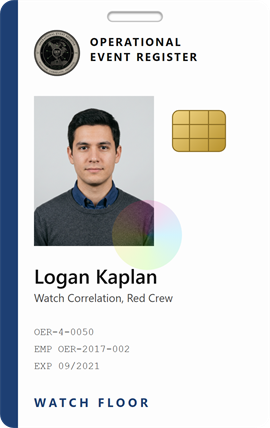 OPERATIONAL
EVENT REGISTER
Logan Kaplan
Watch Correlation, Red Crew
OER-4-0050
EMP OER-2017-002
EXP 09/2021
WATCH FLOOR